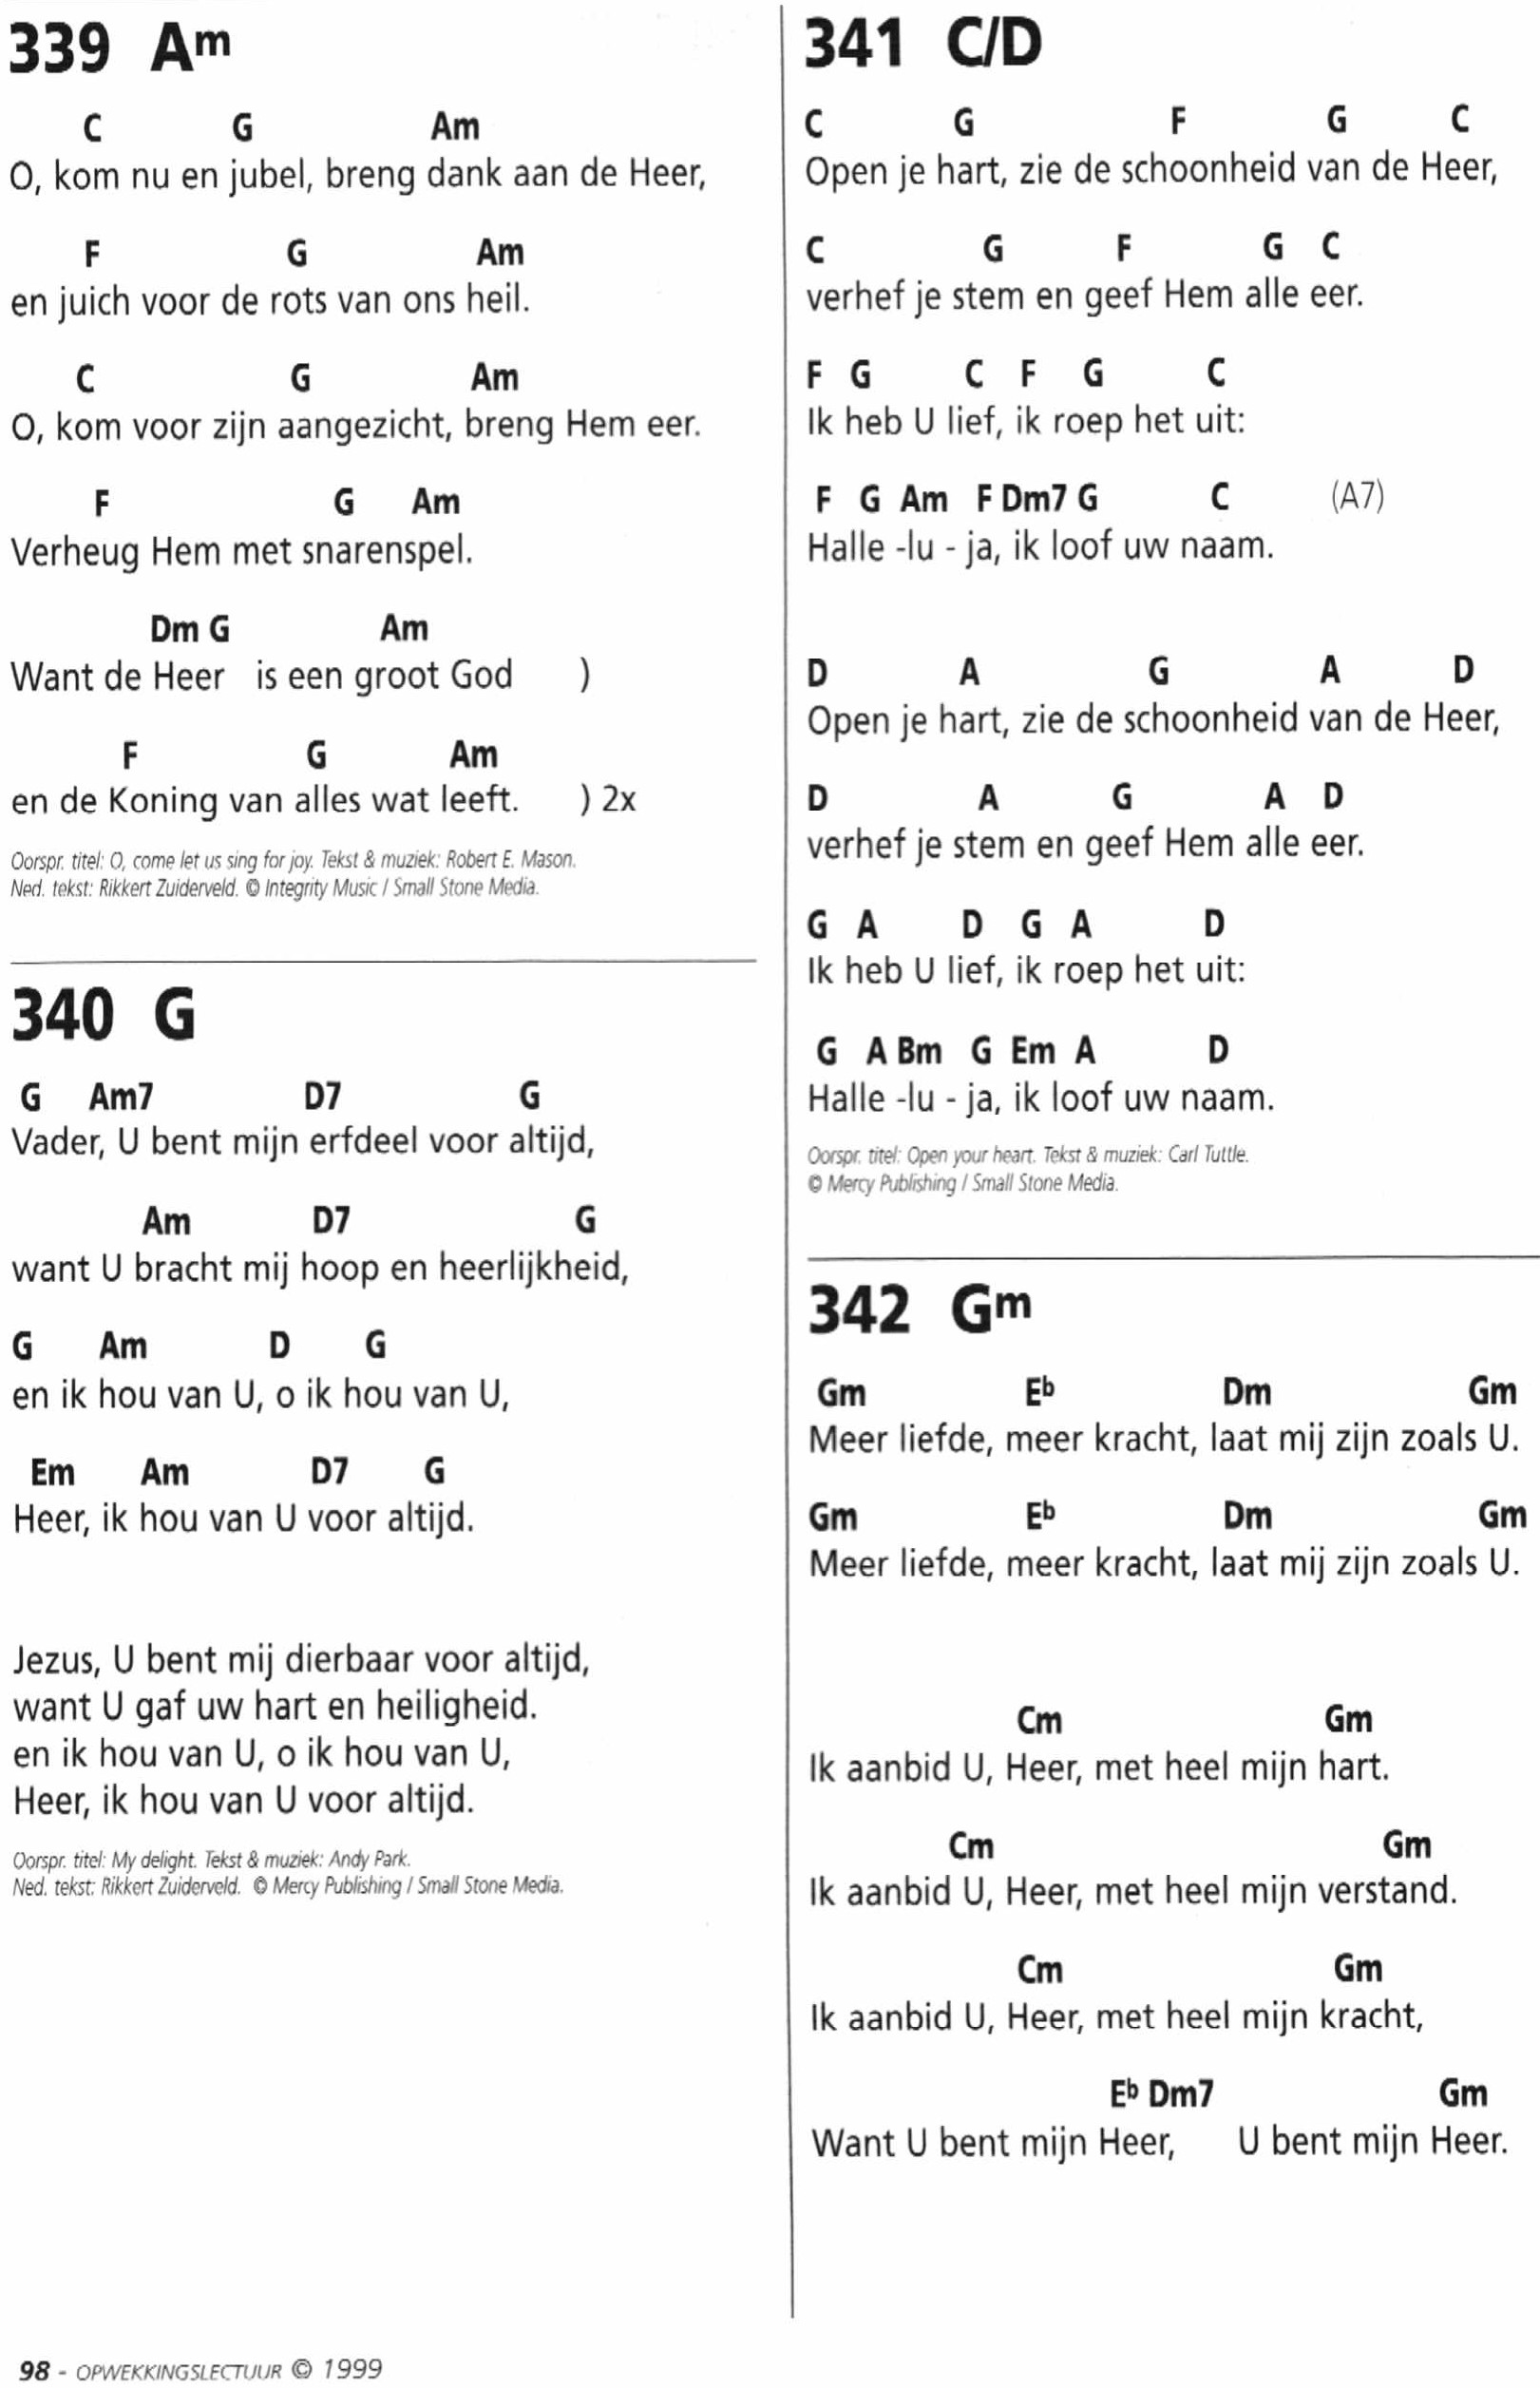 339 Am
C G Am
O, kom nu en jubel, breng dank aan de Heer,
F G Am
en juich voor de rots van ons heil.
C G Am
O, kom voor zijn aangezicht, breng Hem eer.
F G Am
Verheug Hem met snarenspel.
Dm G Am
Want de Heer is een groot God )
F G Am
en de Koning van alles wat leeft. ) 2x
Oorspr. titel: O, come let us sing for joy. Tekst & muziek: Robert E. Mason.
Ned. tekst: Rikkert Zuiderveld. © Integrity Music / Small Stone Media.
340 G
G Am7 D7 G
Vader, U bent mijn erfdeel voor altijd,
Am D7 G
want U bracht mij hoop en heerlijkheid,
G Am D G
en ik hou van U, o ik hou van U,
Em Am D7 G
Heer, ik hou van U voor altijd.
Jezus, U bent mij dierbaar voor altijd,
want U gaf uw hart en heiligheid.
en ik hou van U, o ik hou van U,
Heer, ik hou van U voor altijd.
Oorspr. titel: My delight. Tekst & muziek: Andy Park.
Ned. tekst: Rikkert Zuiderveld. © Mercy Publishing / Small Stone Media.
341 C/D
C G F G C
Open je hart, zie de schoonheid van de Heer,
C G F G C
verhef je stem en geef Hem alle eer.
F G C F G C
Ik heb U lief, ik roep het uit:
F G Am F Dm7 G C (A7)
Halle -lu - ja, ik loof uw naam.
D A G A D
Open je hart, zie de schoonheid van de Heer,
D A G A D
verhef je stem en geef Hem alle eer.
G A D G A D
Ik heb U lief, ik roep het uit:
G A Bm G Em A D
Halle -lu - ja, ik loof uw naam.
Oorspr. titel: Open your heart. Tekst & muziek: Carl Tuttle.
© Mercy Publishing / Small Stone Media.
342 Gm
Gm E♭ Dm Gm
Meer liefde, meer kracht, laat mij zijn zoals U.
Gm E♭ Dm Gm
Meer liefde, meer kracht, laat mij zijn zoals U.
Cm Gm
Ik aanbid U, Heer, met heel mijn hart.
Cm Gm
Ik aanbid U, Heer, met heel mijn verstand.
Cm Gm
Ik aanbid U, Heer, met heel mijn kracht,
E♭ Dm7 Gm
Want U bent mijn Heer, U bent mijn Heer.
98 - OPWEKKINGSLECTUUR © 1999